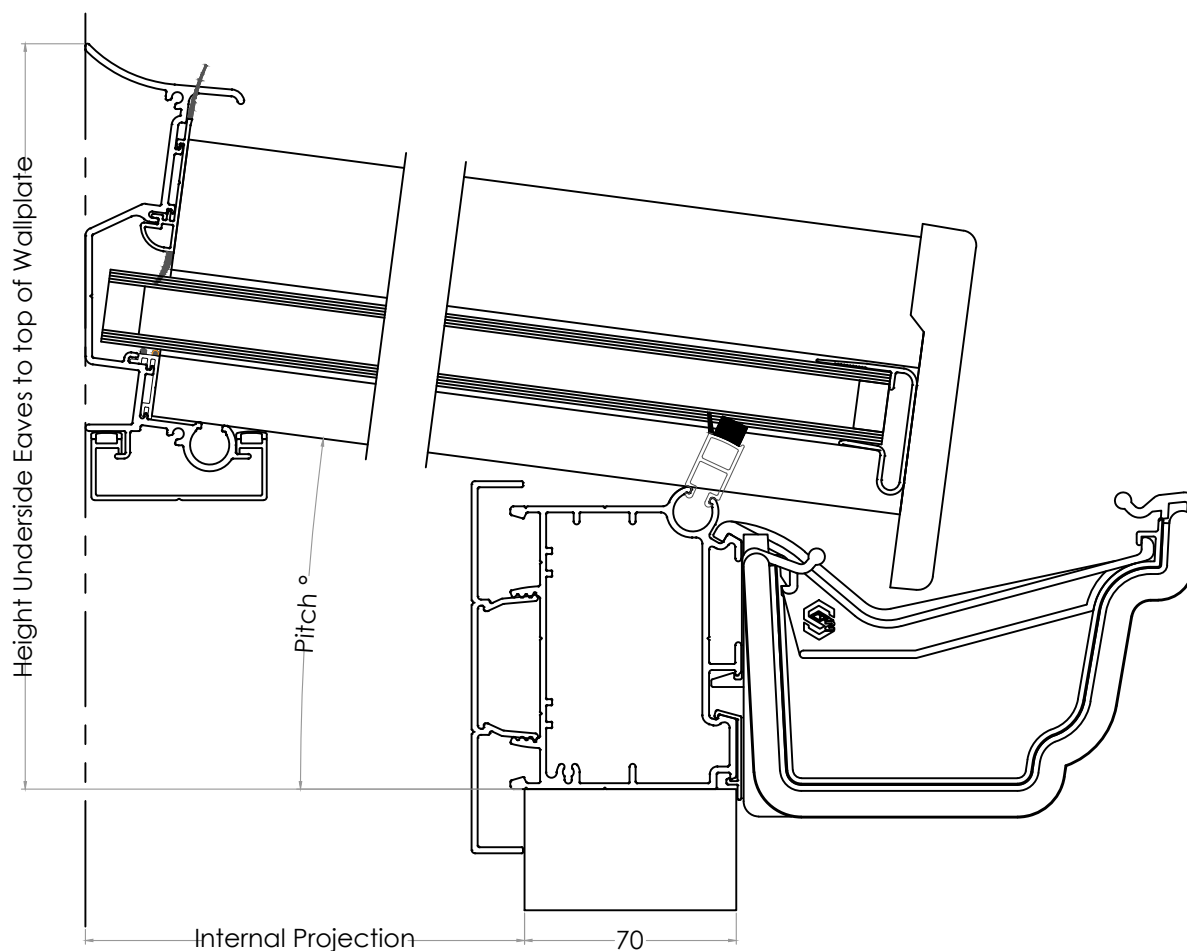 Height Underside Eaves to top of Wallplate
Pitch °
Internal Projection
70